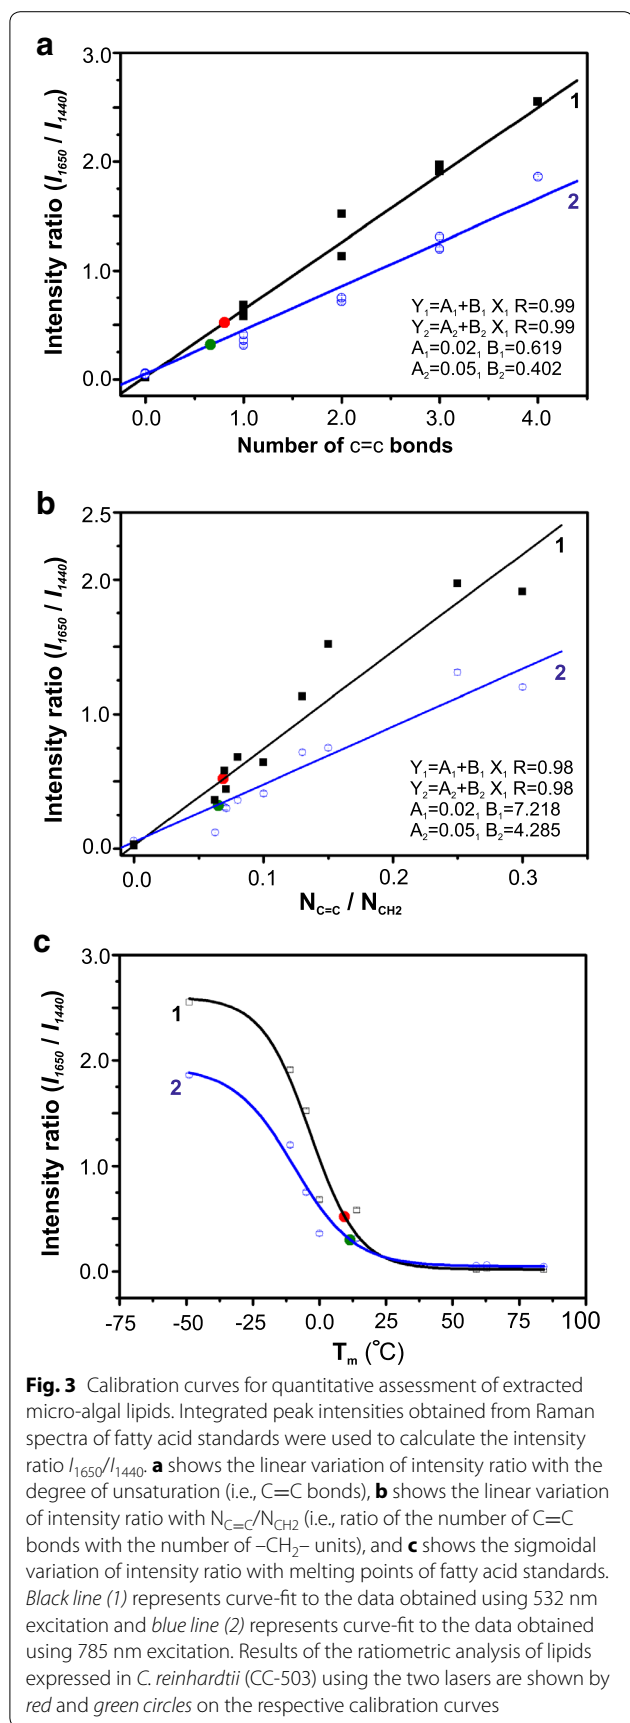 a
3.0
2.0
1.0
0.0
Intensity ratio (I1650 / I1440)
1
2
Y1=A1+B1 X1 R=0.99
Y2=A2+B2 X1 R=0.99
A1=0.02, B1=0.619
A2=0.05, B2=0.402
0.0 1.0 2.0 3.0 4.0
Number of c=c bonds
b
2.5
2.0
1.0
0.0
Intensity ratio (I1650 / I1440)
1
2
Y1=A1+B1 X1 R=0.98
Y2=A2+B2 X1 R=0.98
A1=0.02, B1=7.218
A2=0.05, B2=4.285
0.0 0.1 0.2 0.3
NC=C / NCH2
c
3.0
2.0
1.0
0.0
Intensity ratio (I1650 / I1440)
1
2
-75 -50 -25 0.0 25 50 75 100
Tm (°C)
Fig. 3 Calibration curves for quantitative assessment of extracted
micro-algal lipids. Integrated peak intensities obtained from Raman
spectra of fatty acid standards were used to calculate the intensity
ratio I1650/I1440. a shows the linear variation of intensity ratio with the
degree of unsaturation (i.e., C=C bonds), b shows the linear variation
of intensity ratio with NC=C/NCH2 (i.e., ratio of the number of C=C
bonds with the number of –CH2– units), and c shows the sigmoidal
variation of intensity ratio with melting points of fatty acid standards.
Black line (1) represents curve-fit to the data obtained using 532 nm
excitation and blue line (2) represents curve-fit to the data obtained
using 785 nm excitation. Results of the ratiometric analysis of lipids
expressed in C. reinhardtii (CC-503) using the two lasers are shown by
red and green circles on the respective calibration curves